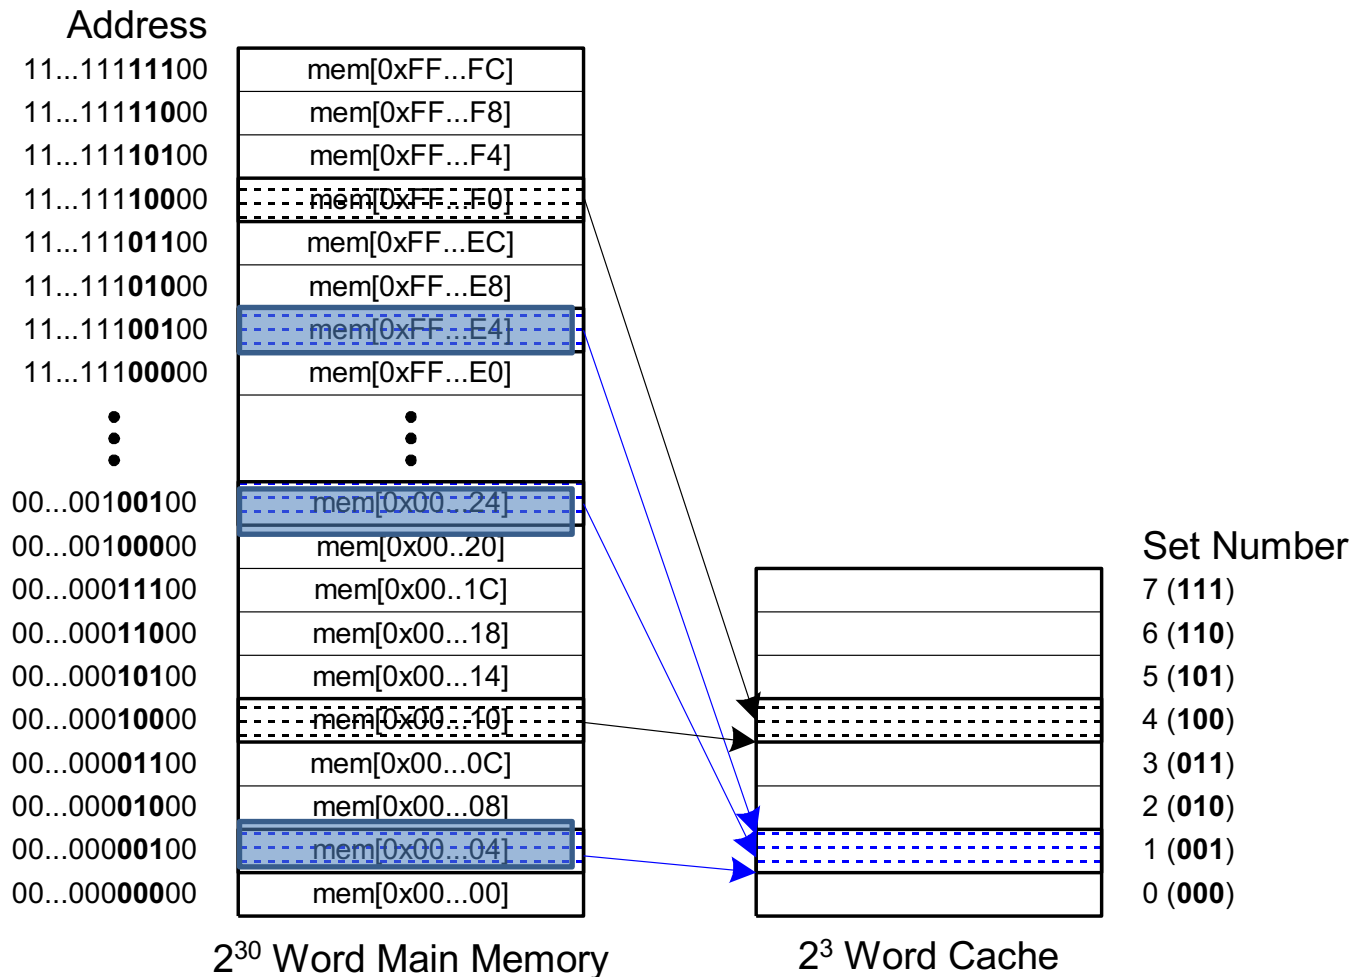 Address
11...11111100 mem[0xFF...FC]
11...11111000 mem[0xFF...F8]
11...11110100 mem[0xFF...F4]
11...11110000 mem[0xFF...F0]
11...11101100 mem[0xFF...EC]
11...11101000 mem[0xFF...E8]
11...11100100 mem[0xFF...E4]
11...11100000 mem[0xFF...E0]
00...00100100 mem[0x00...24]
00...00100000 mem[0x00..20]
Set Number
00...00011100 mem[0x00..1C] 7 (111)
00...00011000 mem[0x00...18] 6 (110)
00...00010100 mem[0x00...14] 5 (101)
00...00010000 mem[0x00...10] 4 (100)
00...00001100 mem[0x00...0C] 3 (011)
00...00001000 mem[0x00...08] 2 (010)
00...00000100 mem[0x00...04] 1 (001)
00...00000000 mem[0x00...00] 0 (000)
2³⁰ Word Main Memory 2³ Word Cache